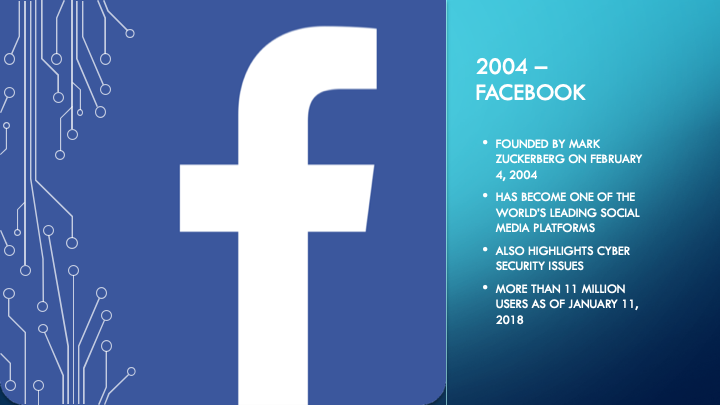 2004 –
FACEBOOK
• FOUNDED BY MARK
ZUCKERBERG ON FEBRUARY
4, 2004
• HAS BECOME ONE OF THE
WORLD'S LEADING SOCIAL
MEDIA PLATFORMS
• ALSO HIGHLIGHTS CYBER
SECURITY ISSUES
• MORE THAN 11 MILLION
USERS AS OF JANUARY 11,
2018